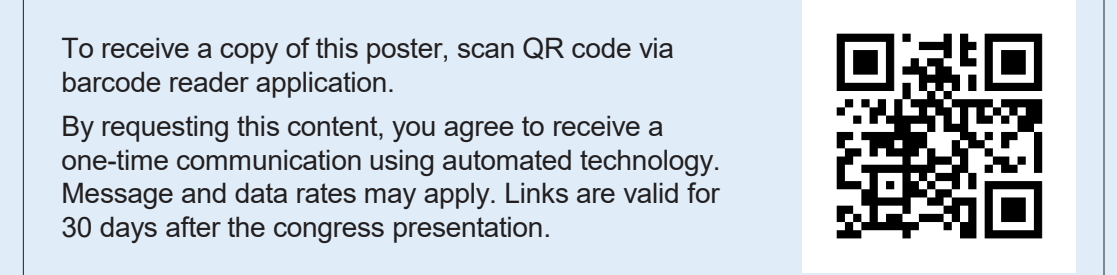 To receive a copy of this poster, scan QR code via
barcode reader application.
By requesting this content, you agree to receive a
one-time communication using automated technology.
Message and data rates may apply. Links are valid for
30 days after the congress presentation.